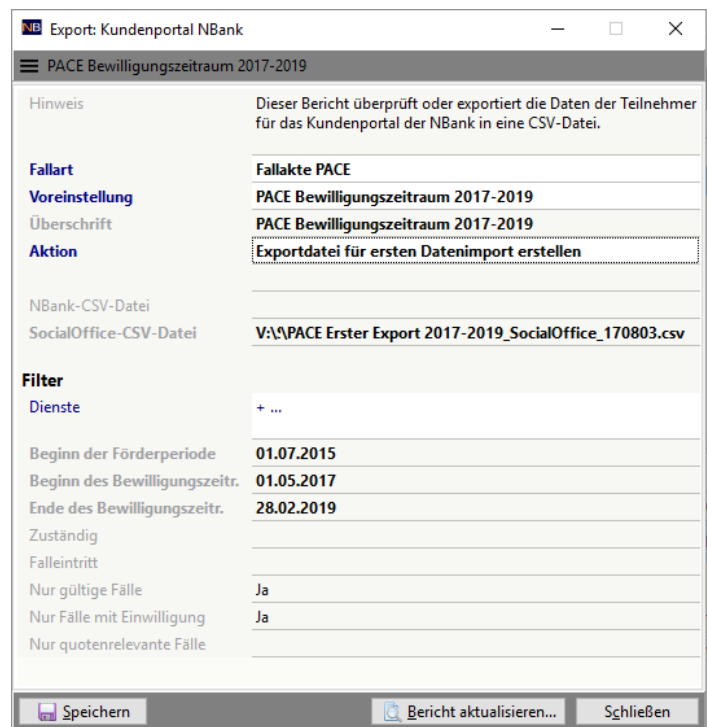 NB Export: Kundenportal NBank
PACE Bewilligungszeitraum 2017-2019
Hinweis Dieser Bericht überprüft oder exportiert die Daten der Teilnehmer
für das Kundenportal der NBank in eine CSV-Datei.
Fallart Fallakte PACE
Voreinstellung PACE Bewilligungszeitraum 2017-2019
Überschrift PACE Bewilligungszeitraum 2017-2019
Aktion Exportdatei für ersten Datenimport erstellen
NBank-CSV-Datei
SocialOffice-CSV-Datei V:\!\PACE Erster Export 2017-2019_SocialOffice_170803.csv
Filter
Dienste + ...
Beginn der Förderperiode 01.07.2015
Beginn des Bewilligungszeitr. 01.05.2017
Ende des Bewilligungszeitr. 28.02.2019
Zuständig
Falleintritt
Nur gültige Fälle Ja
Nur Fälle mit Einwilligung Ja
Nur quotenrelevante Fälle
Speichern Bericht aktualisieren... Schließen